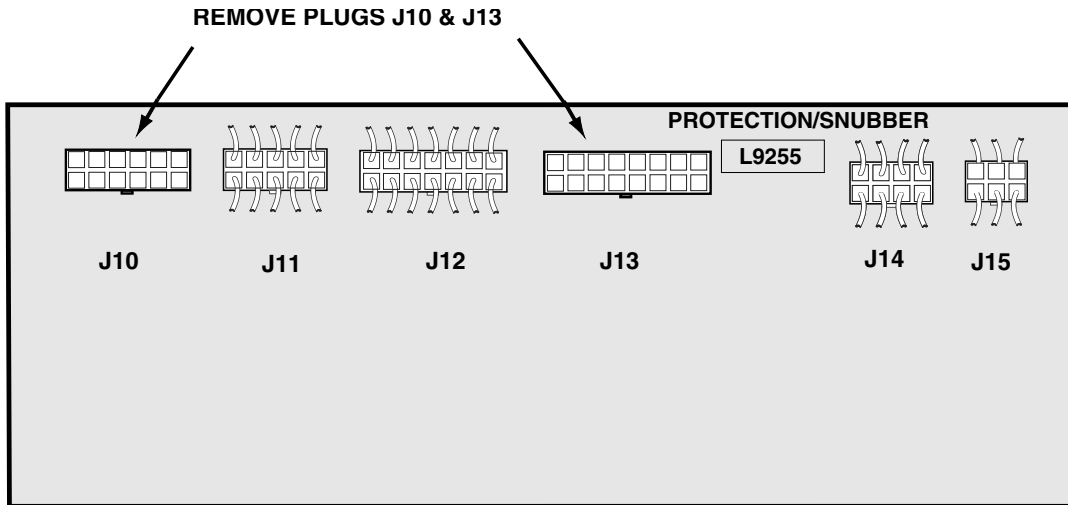 REMOVE PLUGS J10 & J13
PROTECTION/SNUBBER
L9255
J10
J11
J12
J13
J14
J15